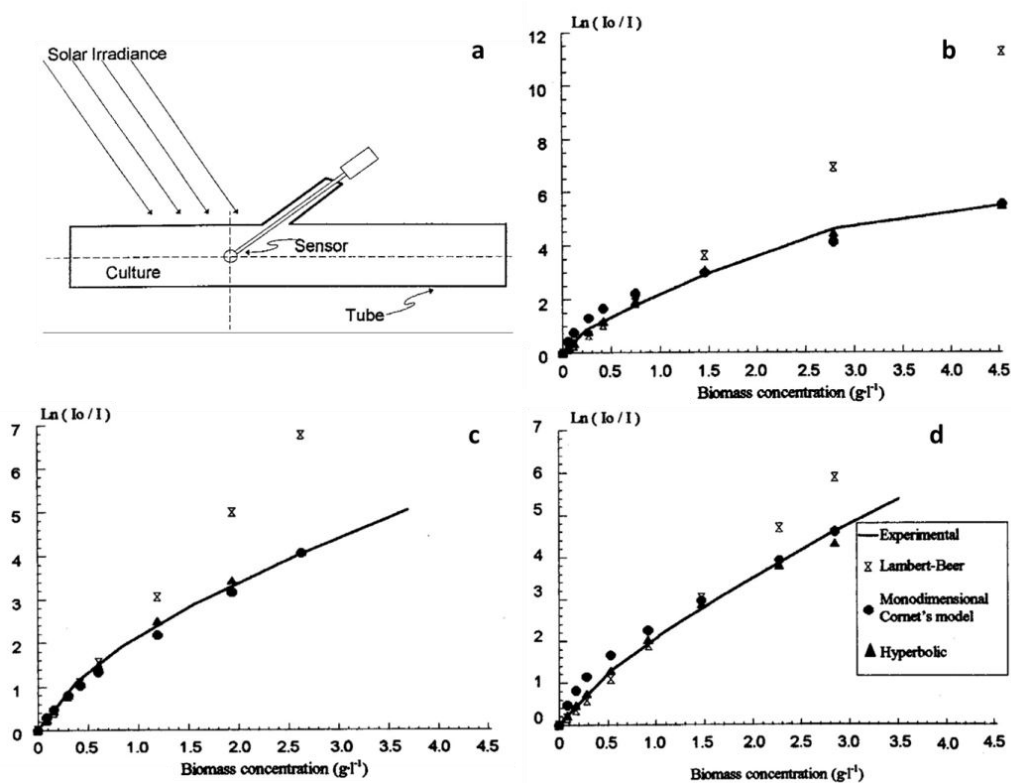 a
Solar Irradiance
Sensor
Culture
Tube
b
Ln ( Io / I )
12
10
8
6
4
2
0
0 0.5 1.0 1.5 2.0 2.5 3.0 3.5 4.0 4.5
Biomass concentration (g·l⁻¹)
c
Ln ( Io / I )
7
6
5
4
3
2
1
0
0 0.5 1.0 1.5 2.0 2.5 3.0 3.5 4.0 4.5
Biomass concentration (g·l⁻¹)
d
Ln ( Io / I )
7
6
5
4
3
2
1
0
0 0.5 1.0 1.5 2.0 2.5 3.0 3.5 4.0 4.5
Biomass concentration (g·l⁻¹)
Experimental
Lambert-Beer
Monodimensional
Cornet's model
Hyperbolic